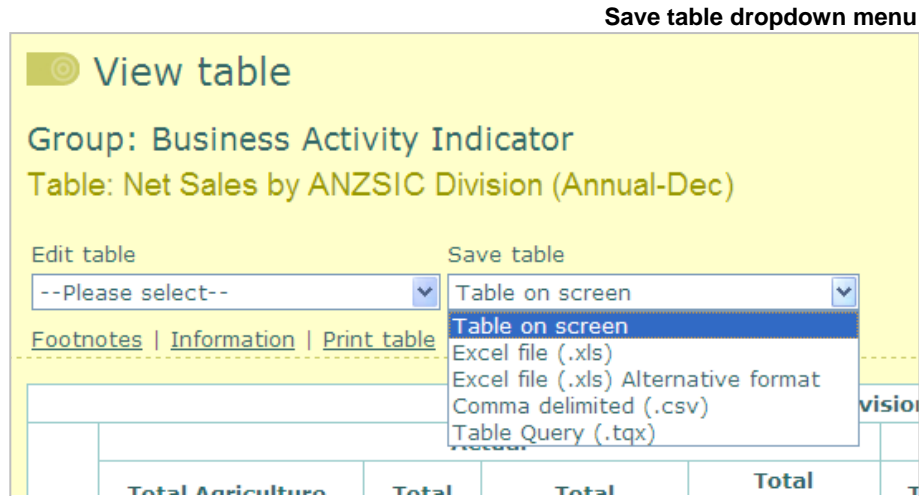 Save table dropdown menu
View table
Group: Business Activity Indicator
Table: Net Sales by ANZSIC Division (Annual-Dec)
Edit table Save table
--Please select-- Table on screen
Footnotes | Information | Print table
Table on screen
Excel file (.xls)
Excel file (.xls) Alternative format
Comma delimited (.csv)
Table Query (.tqx)
Total Agriculture Total Total Total